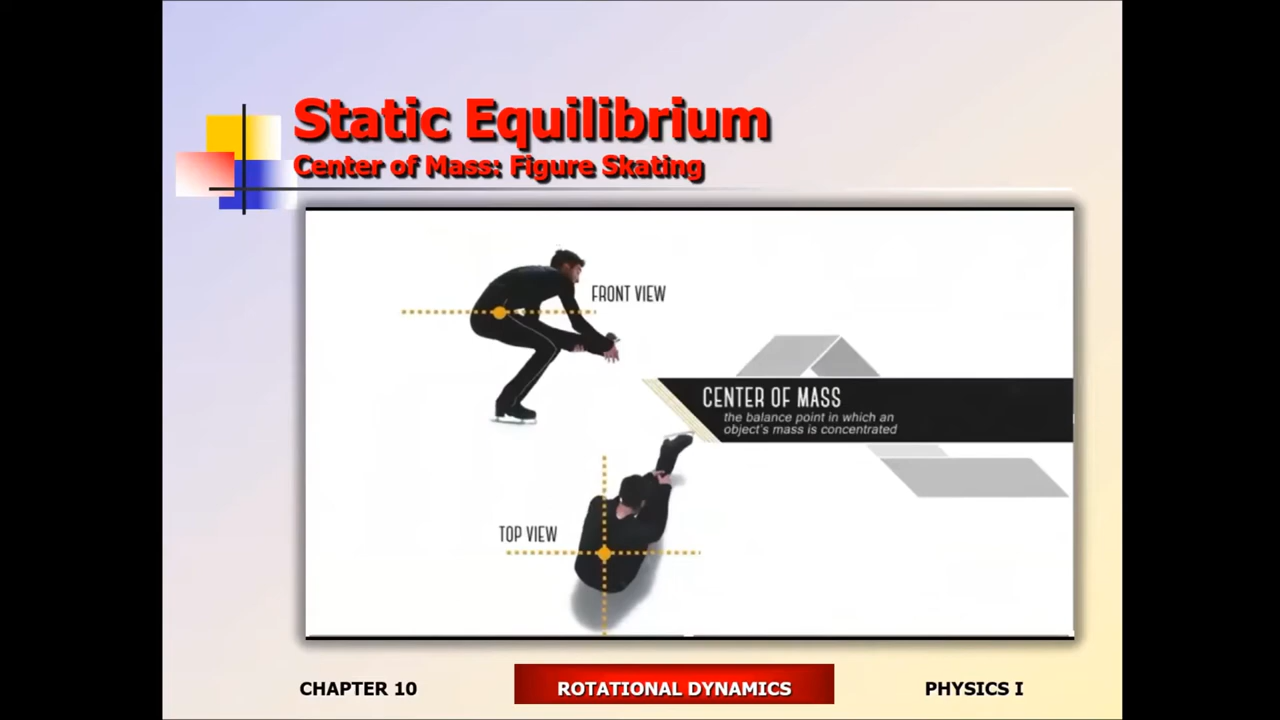 Static Equilibrium
Center of Mass: Figure Skating
FRONT VIEW
CENTER OF MASS
the balance point in which an
object's mass is concentrated
TOP VIEW
CHAPTER 10
ROTATIONAL DYNAMICS
PHYSICS I